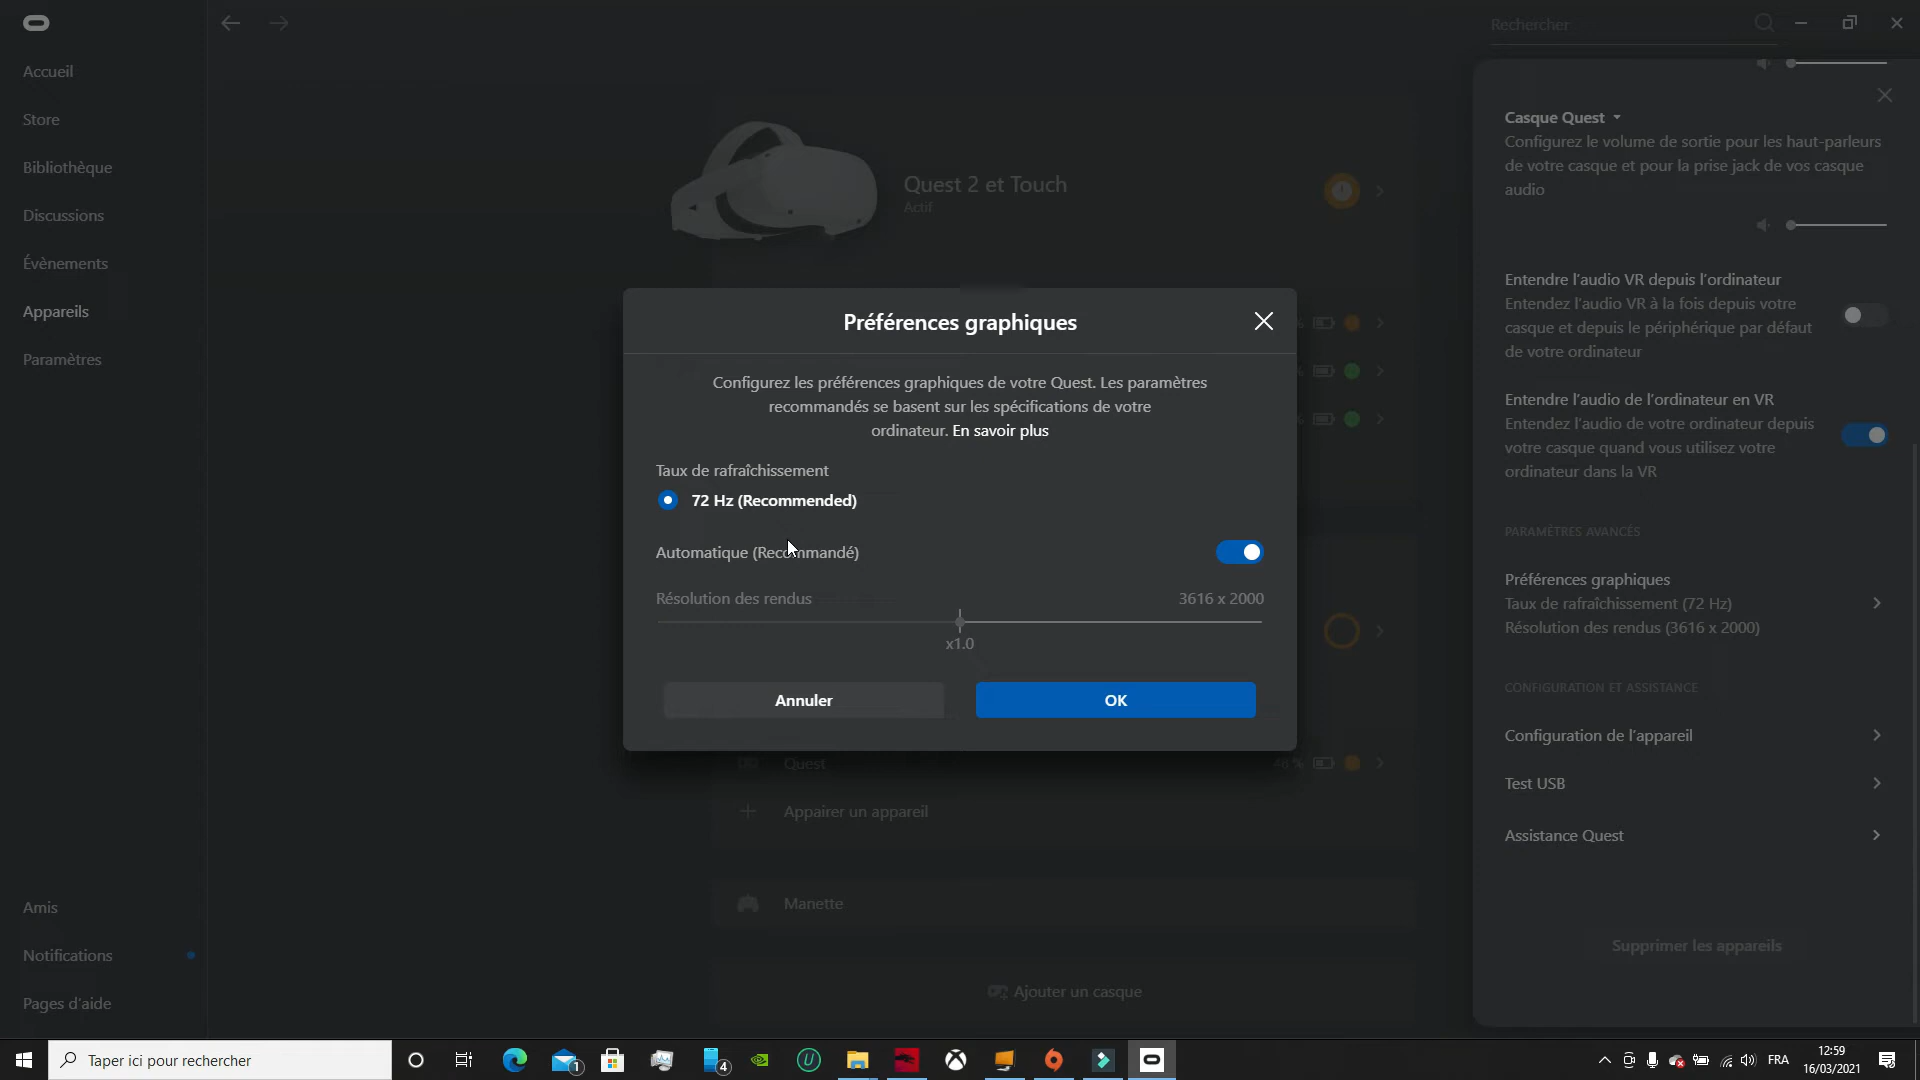 Rechercher
Accueil
Store
Bibliothèque
Discussions
Évènements
Appareils
Paramètres
Amis
Notifications
Pages d'aide
Quest 2 et Touch
Actif
Préférences graphiques
Configurez les préférences graphiques de votre Quest. Les paramètres
recommandés se basent sur les spécifications de votre
ordinateur. En savoir plus
Taux de rafraîchissement
72 Hz (Recommended)
Automatique (Recommandé)
Résolution des rendus 3616 x 2000
x1.0
Annuler OK
Quest
Appairer un appareil
Manette
Ajouter un casque
Casque Quest
Configurez le volume de sortie pour les haut-parleurs
de votre casque et pour la prise jack de vos casque
audio
Entendre l'audio VR depuis l'ordinateur
Entendez l'audio VR à la fois depuis votre
casque et depuis le périphérique par défaut
de votre ordinateur
Entendre l'audio de l'ordinateur en VR
Entendez l'audio de votre ordinateur depuis
votre casque quand vous utilisez votre
ordinateur dans la VR
PARAMÈTRES AVANCÉS
Préférences graphiques
Taux de rafraîchissement (72 Hz)
Résolution des rendus (3616 x 2000)
CONFIGURATION ET ASSISTANCE
Configuration de l'appareil
Test USB
Assistance Quest
Supprimer les appareils
Taper ici pour rechercher
1
4
FRA
12:59
16/03/2021